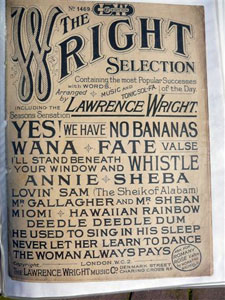 Nº 1469
THE
WRIGHT
SELECTION
Containing the most Popular Successes
with WORDS, MUSIC AND TONIC-SOL-FA of the Day
Arranged by LAWRENCE WRIGHT.
INCLUDING THE
Seasons Sensation
YES! WE HAVE NO BANANAS
WANA · FATE VALSE
I'LL STAND BENEATH
YOUR WINDOW AND WHISTLE
ANNIE · SHEBA
LOVIN' SAM (The Sheik of Alabam)
Mr GALLAGHER AND Mr SHEAN
MIOMI · HAWAIIAN RAINBOW
DEEDLE DEEDLE DUM
HE USED TO SING IN HIS SLEEP
NEVER LET HER LEARN TO DANCE
THE WOMAN ALWAYS PAYS
Copyright
LONDON W.C.2
The LAWRENCE WRIGHT MUSIC Co. DENMARK STREET
CHARING CROSS RD